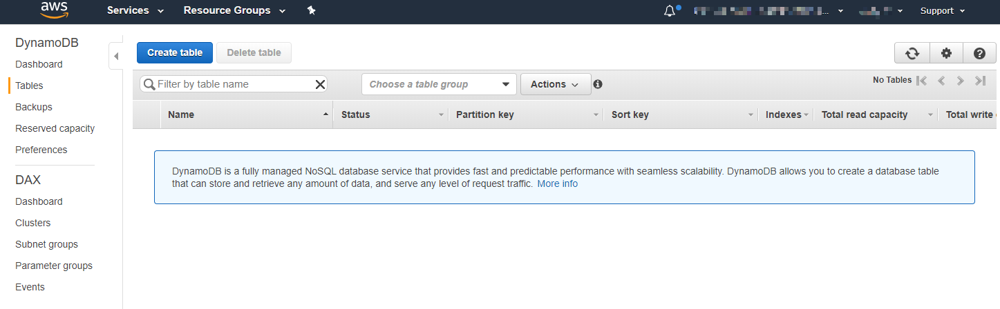 aws Services Resource Groups Support
DynamoDB
Dashboard
Tables
Backups
Reserved capacity
Preferences
DAX
Dashboard
Clusters
Subnet groups
Parameter groups
Events
Create table Delete table
Filter by table name Choose a table group Actions No Tables
Name Status Partition key Sort key Indexes Total read capacity Total write
DynamoDB is a fully managed NoSQL database service that provides fast and predictable performance with seamless scalability. DynamoDB allows you to create a database table
that can store and retrieve any amount of data, and serve any level of request traffic. More info